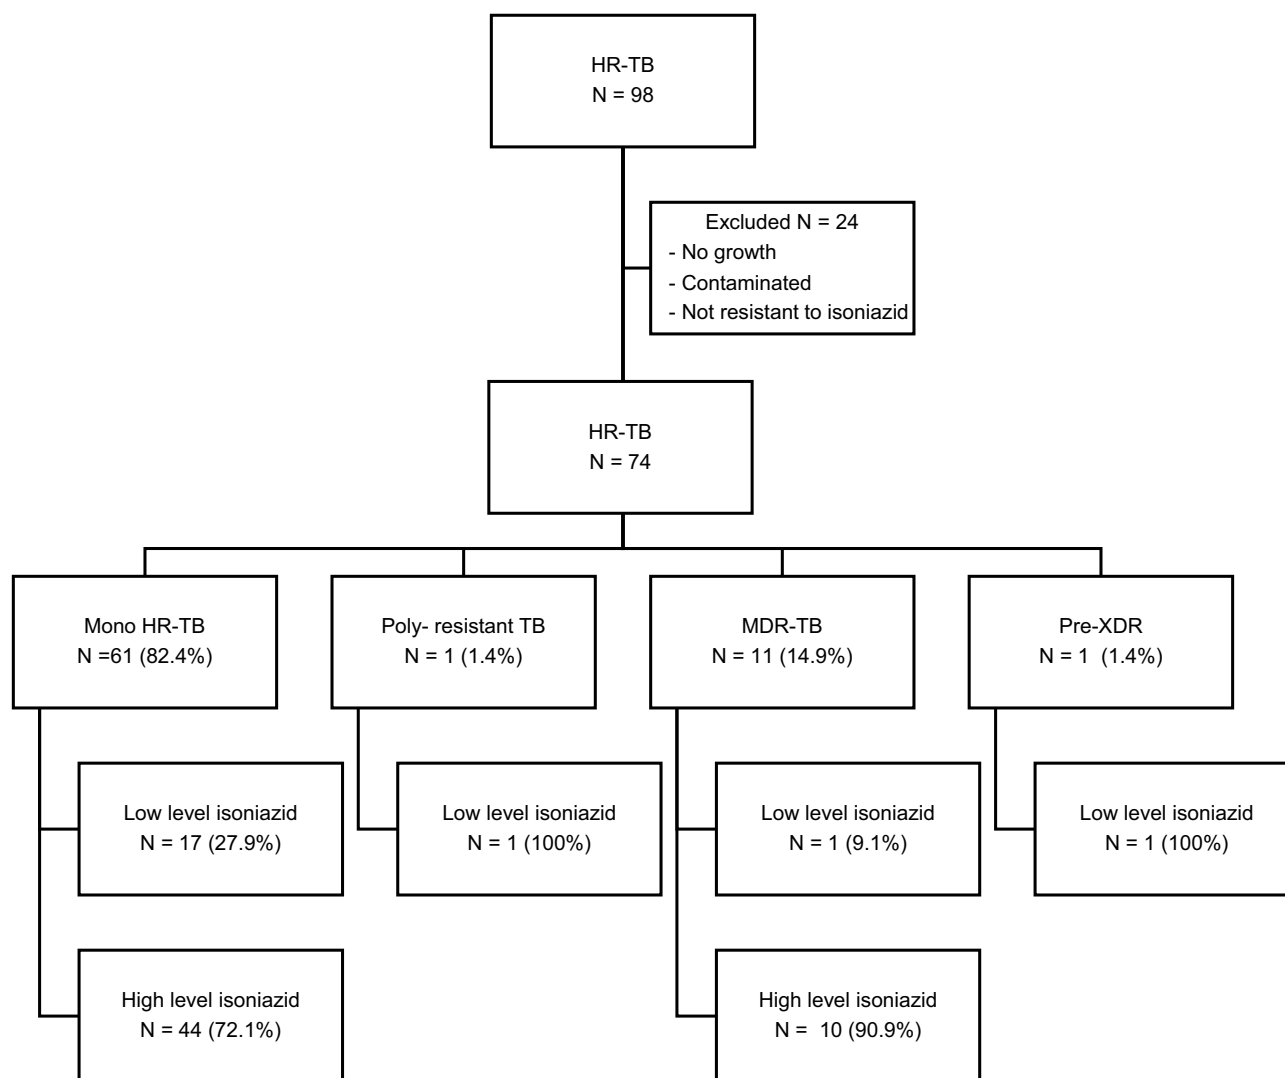 HR-TB
N = 98
Excluded N = 24
- No growth
- Contaminated
- Not resistant to isoniazid
HR-TB
N = 74
Mono HR-TB
N =61 (82.4%)
Poly- resistant TB
N = 1 (1.4%)
MDR-TB
N = 11 (14.9%)
Pre-XDR
N = 1  (1.4%)
Low level isoniazid
N = 17 (27.9%)
Low level isoniazid
N = 1 (100%)
Low level isoniazid
N = 1 (9.1%)
Low level isoniazid
N = 1 (100%)
High level isoniazid
N = 44 (72.1%)
High level isoniazid
N =  10 (90.9%)